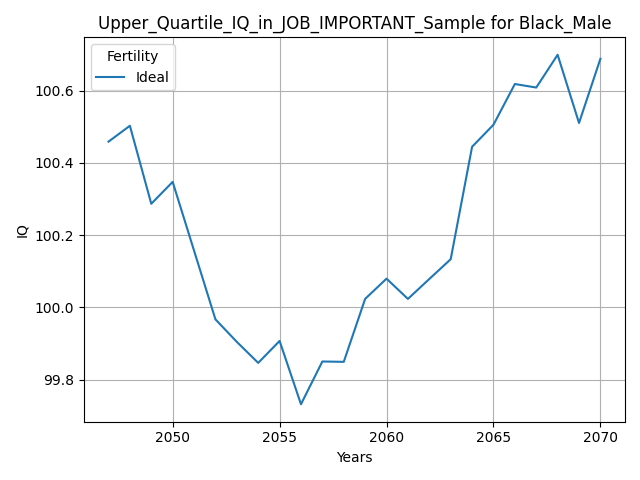 Upper_Quartile_IQ_in_JOB_IMPORTANT_Sample for Black_Male
Fertility
Ideal
IQ
100.6
100.4
100.2
100.0
99.8
2050
2055
2060
2065
2070
Years